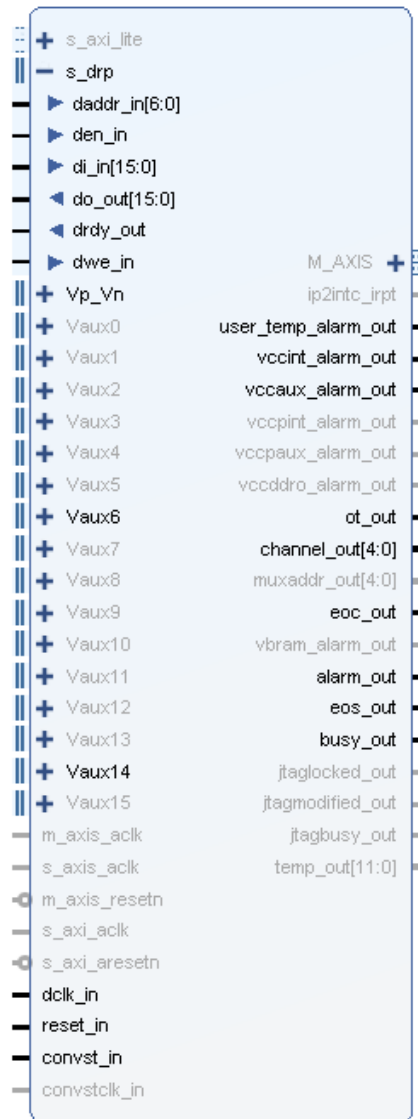 s_axi_lite
s_drp
daddr_in[6:0]
den_in
di_in[15:0]
do_out[15:0]
drdy_out
dwe_in
M_AXIS
Vp_Vn
ip2intc_irpt
Vaux0
user_temp_alarm_out
Vaux1
vccint_alarm_out
Vaux2
vccaux_alarm_out
Vaux3
vccpint_alarm_out
Vaux4
vccpaux_alarm_out
Vaux5
vccddro_alarm_out
Vaux6
ot_out
Vaux7
channel_out[4:0]
Vaux8
muxaddr_out[4:0]
Vaux9
eoc_out
Vaux10
vbram_alarm_out
Vaux11
alarm_out
Vaux12
eos_out
Vaux13
busy_out
Vaux14
jtaglocked_out
Vaux15
jtagmodified_out
m_axis_aclk
jtagbusy_out
s_axis_aclk
temp_out[11:0]
m_axis_resetn
s_axi_aclk
s_axi_aresetn
dclk_in
reset_in
convst_in
convstclk_in